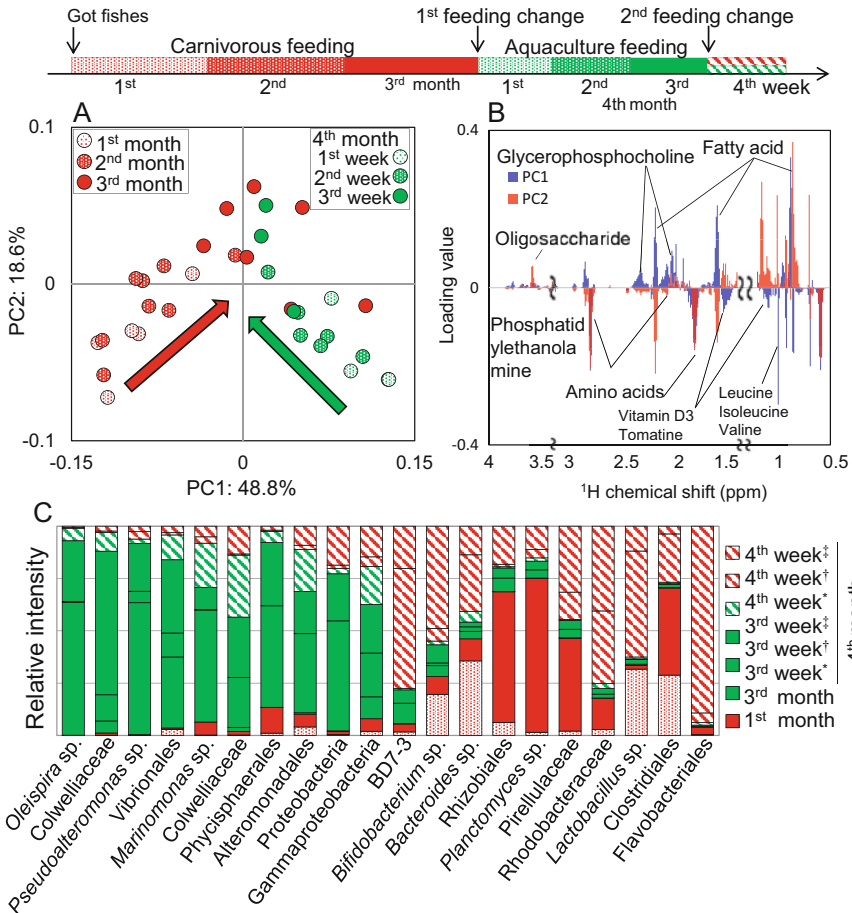 Got fishes
1st feeding change
2nd feeding change
Carnivorous feeding
Aquaculture feeding
1st
2nd
3rd month
1st
2nd
3rd
4th week
4th month
A
0.1
0
-0.1
PC2: 18.6%
1st month
2nd month
3rd month
4th month
1st week
2nd week
3rd week
-0.15
0
0.15
PC1: 48.8%
B
0.4
0
-0.4
Loading value
Glycerophosphocholine
Fatty acid
PC1
PC2
Oligosaccharide
Phosphatid
ylethanola
mine
Amino acids
Vitamin D3
Tomatine
Leucine
Isoleucine
Valine
4
3.5
3
2.5
2
1.5
1
0.5
1H chemical shift (ppm)
C
Relative intensity
4th week‡
4th week†
4th week*
3rd week‡
3rd week†
3rd week*
3rd month
1st month
Oleispira sp.
Colwelliaceae
Pseudoalteromonas sp.
Vibrionales
Marinomonas sp.
Colwelliaceae
Phycisphaerales
Alteromonadales
Proteobacteria
Gammaproteobacteria
BD7-3
Bifidobacterium sp.
Bacteroides sp.
Rhizobiales
Planctomyces sp.
Pirellulaceae
Rhodobacteraceae
Lactobacillus sp.
Clostridiales
Flavobacteriales